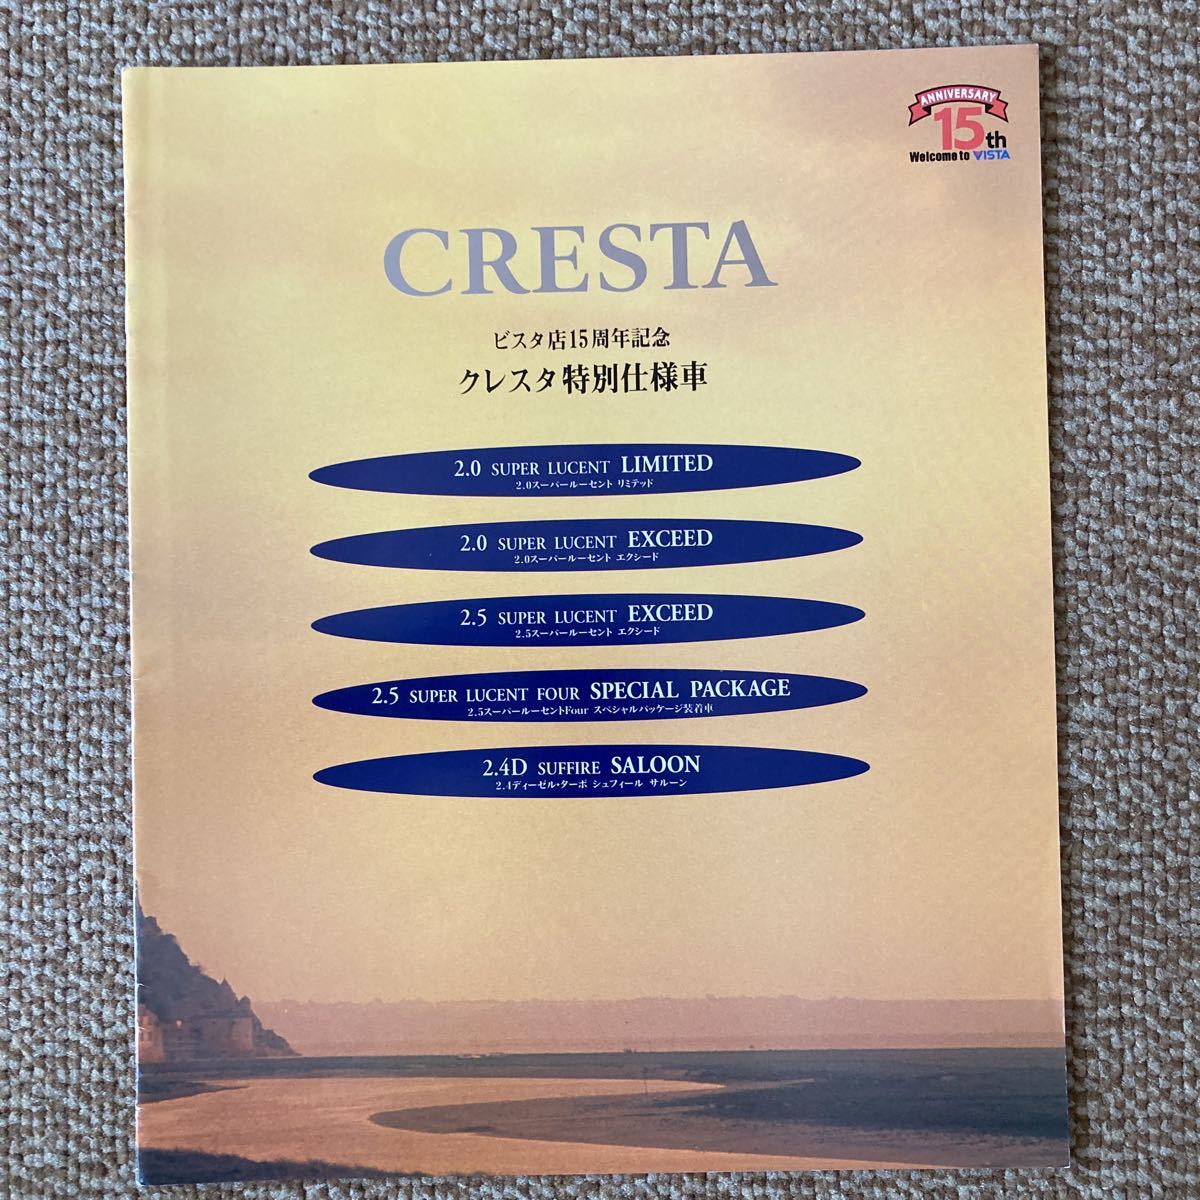 ANNIVERSARY
15th
Welcome to VISTA
CRESTA
ビスタ店15周年記念
クレスタ特別仕様車
2.0 SUPER LUCENT LIMITED
2.0スーパールーセント リミテッド
2.0 SUPER LUCENT EXCEED
2.0スーパールーセント エクシード
2.5 SUPER LUCENT EXCEED
2.5スーパールーセント エクシード
2.5 SUPER LUCENT FOUR SPECIAL PACKAGE
2.5スーパールーセントFour スペシャルパッケージ装着車
2.4D SUFFIRE SALOON
2.4ディーゼル・ターボ シュフィール サルーン